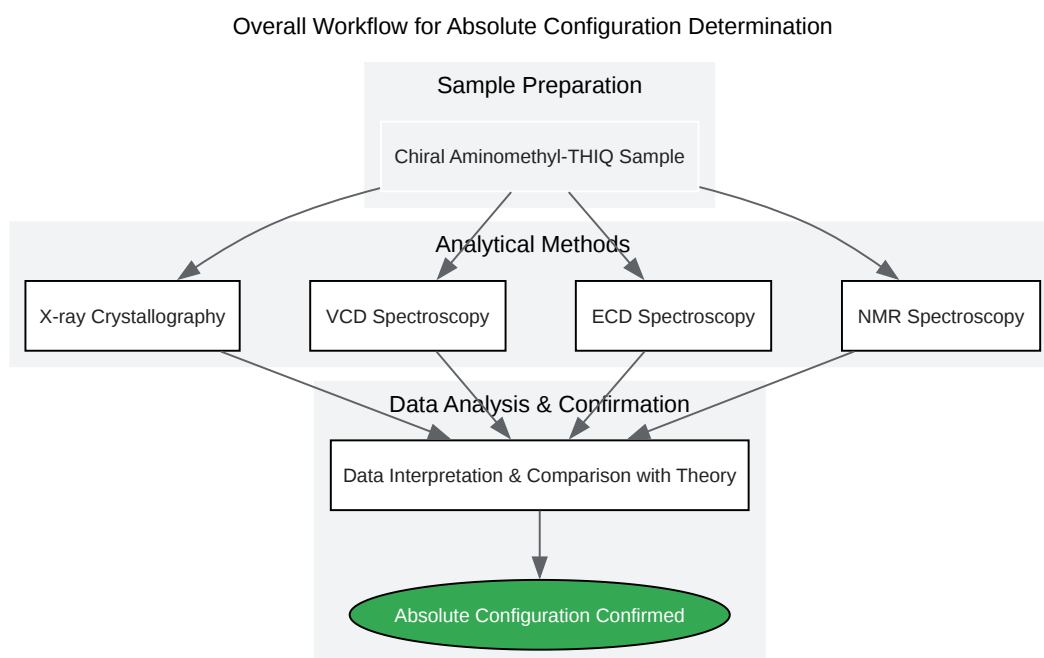 Overall Workflow for Absolute Configuration Determination
Sample Preparation
Chiral Aminomethyl-THIQ Sample
Analytical Methods
X-ray Crystallography
VCD Spectroscopy
ECD Spectroscopy
NMR Spectroscopy
Data Analysis & Confirmation
Data Interpretation & Comparison with Theory
Absolute Configuration Confirmed